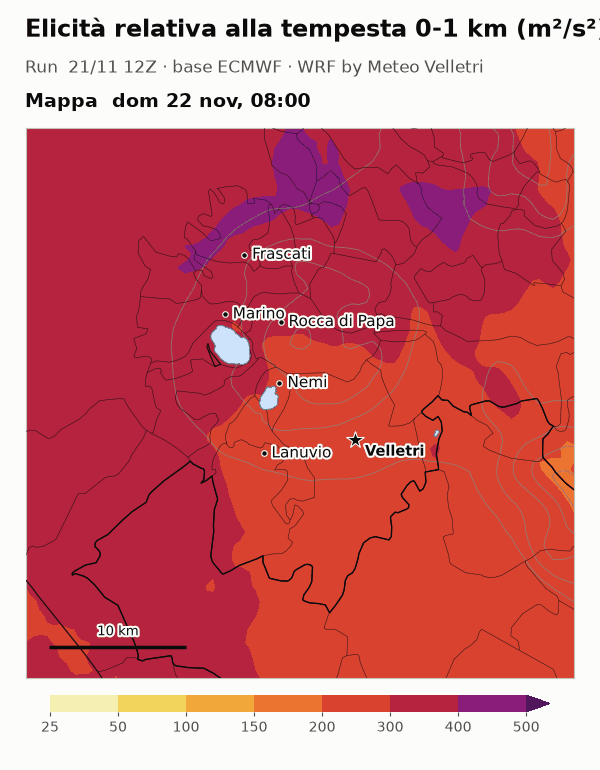 Elicità relativa alla tempesta 0-1 km (m²/s²)
Run 21/11 12Z · base ECMWF · WRF by Meteo Velletri
Mappa dom 22 nov, 08:00
Frascati
Marino
Rocca di Papa
Nemi
Lanuvio
Velletri
10 km
25 50 100 150 200 300 400 500